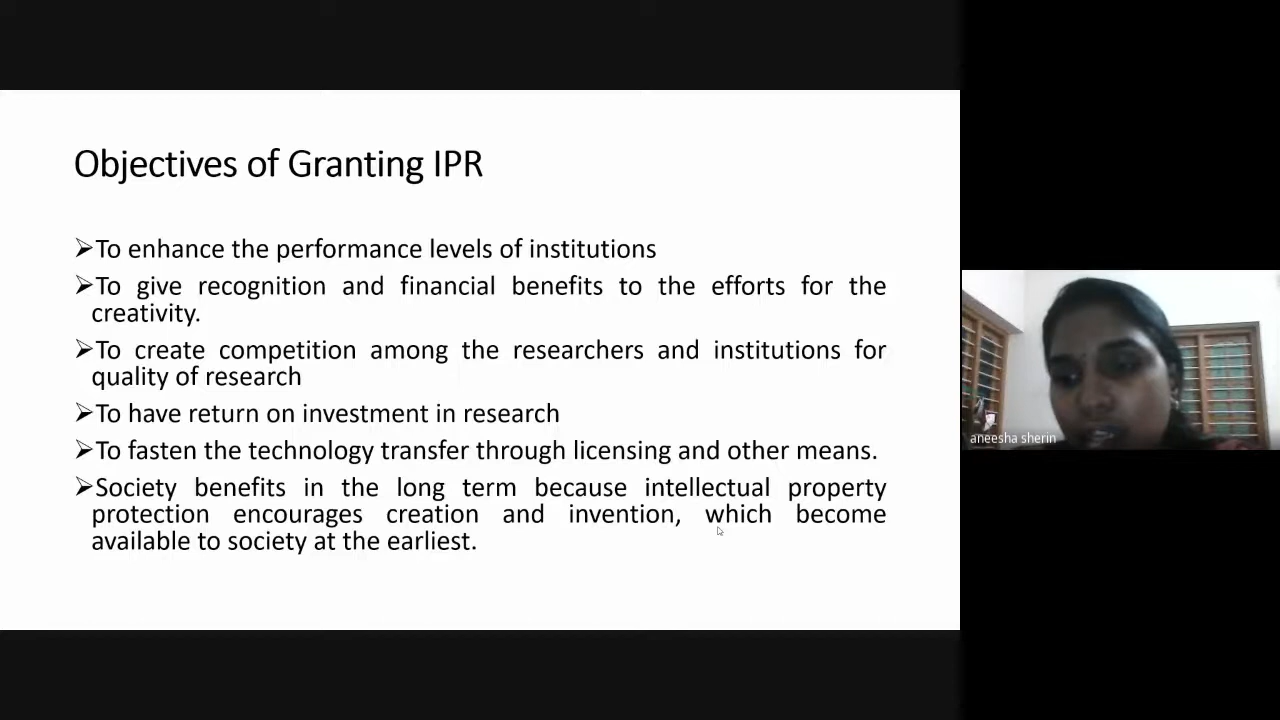 Objectives of Granting IPR
➢To enhance the performance levels of institutions
➢To give recognition and financial benefits to the efforts for the
creativity.
➢To create competition among the researchers and institutions for
quality of research
➢To have return on investment in research
➢To fasten the technology transfer through licensing and other means.
➢Society benefits in the long term because intellectual property
protection encourages creation and invention, which become
available to society at the earliest.
aneesha sherin